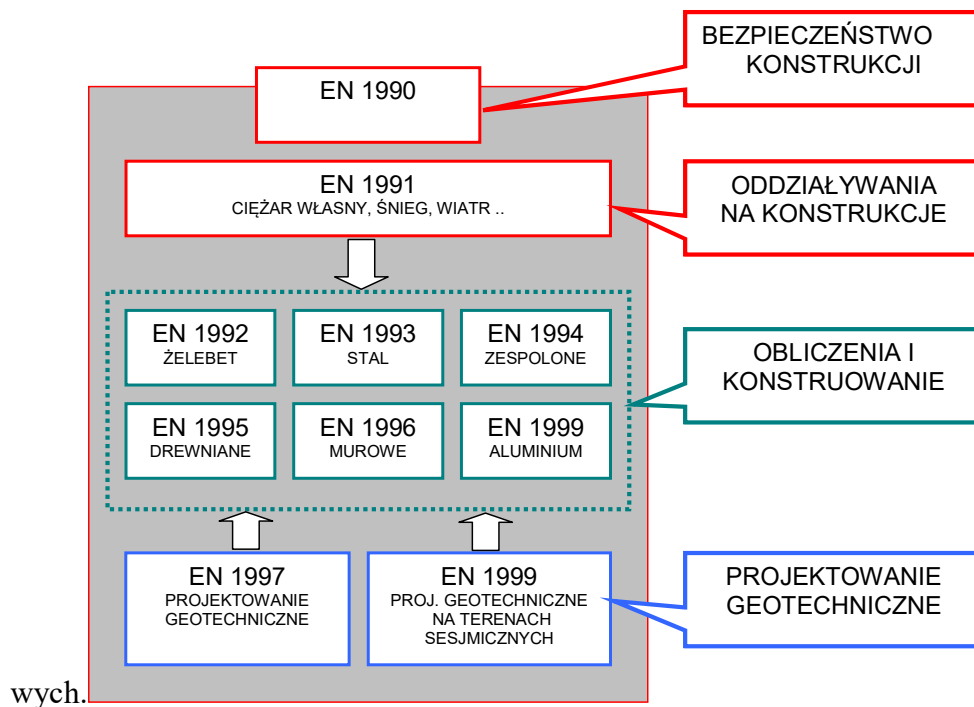 BEZPIECZEŃSTWO
KONSTRUKCJI
EN 1990
EN 1991
CIĘŻAR WŁASNY, ŚNIEG, WIATR ..
ODDZIAŁYWANIA
NA KONSTRUKCJE
EN 1992
ŻELEBET
EN 1993
STAL
EN 1994
ZESPOLONE
OBLICZENIA I
KONSTRUOWANIE
EN 1995
DREWNIANE
EN 1996
MUROWE
EN 1999
ALUMINIUM
EN 1997
PROJEKTOWANIE
GEOTECHNICZNE
EN 1999
PROJ. GEOTECHNICZNE
NA TERENACH
SESJMICZNYCH
PROJEKTOWANIE
GEOTECHNICZNE
wych.